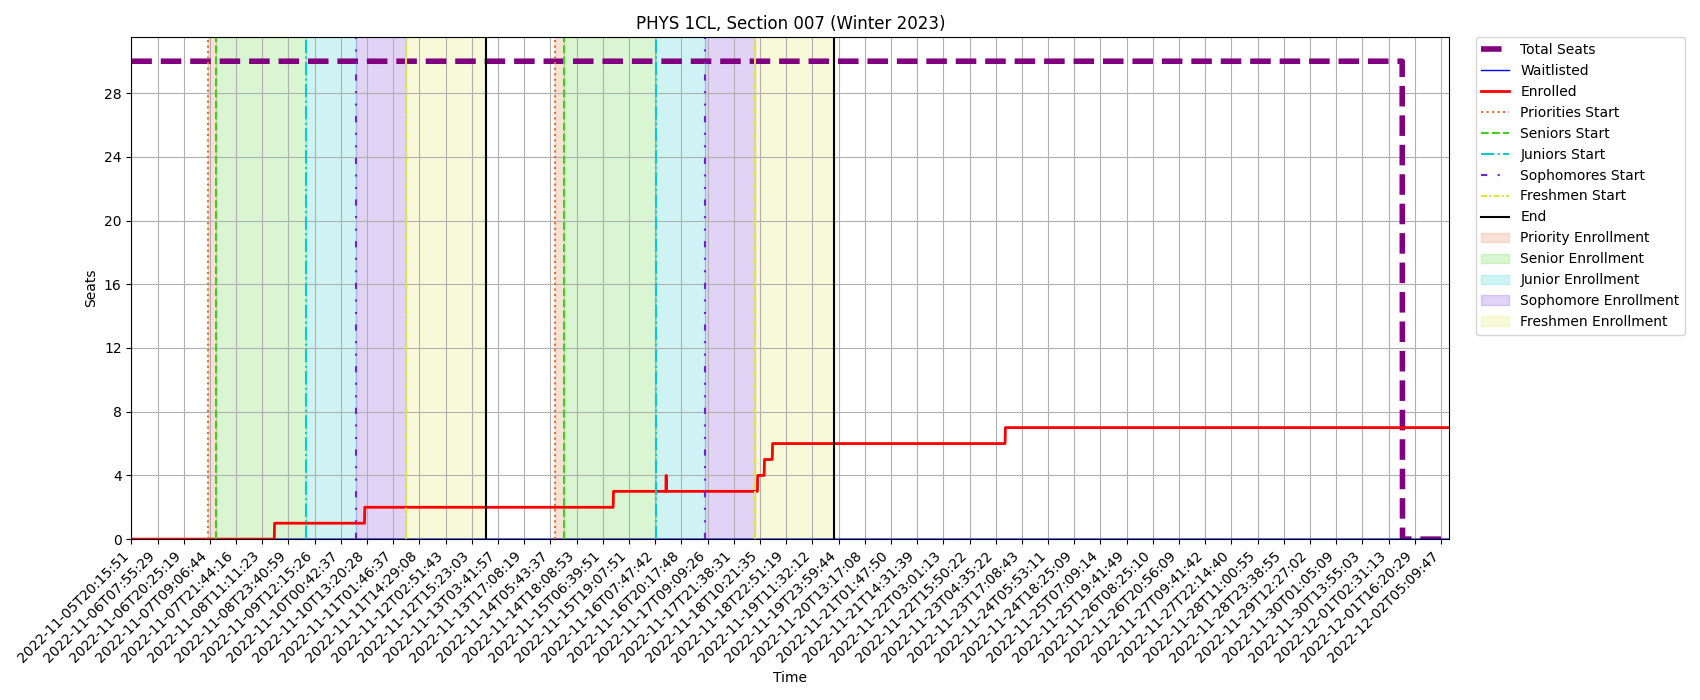 PHYS 1CL, Section 007 (Winter 2023)
Seats
28
24
20
16
12
8
4
0
2022-11-05T20:15:51
2022-11-06T07:55:29
2022-11-06T20:25:19
2022-11-07T09:06:44
2022-11-07T21:44:16
2022-11-08T11:11:23
2022-11-08T23:40:59
2022-11-09T12:15:26
2022-11-10T00:42:37
2022-11-10T13:20:28
2022-11-11T01:46:37
2022-11-11T14:29:08
2022-11-12T02:51:43
2022-11-12T15:23:03
2022-11-13T03:41:57
2022-11-13T17:08:19
2022-11-14T05:43:37
2022-11-14T18:08:53
2022-11-15T06:39:51
2022-11-15T19:07:51
2022-11-16T07:47:42
2022-11-16T20:17:48
2022-11-17T09:09:26
2022-11-17T21:38:31
2022-11-18T10:21:35
2022-11-18T22:51:19
2022-11-19T11:32:12
2022-11-19T23:59:44
2022-11-20T13:17:08
2022-11-21T01:47:50
2022-11-21T14:31:39
2022-11-22T03:01:13
2022-11-22T15:50:22
2022-11-23T04:35:22
2022-11-23T17:08:43
2022-11-24T05:53:11
2022-11-24T18:25:09
2022-11-25T07:09:14
2022-11-25T19:41:49
2022-11-26T08:25:10
2022-11-26T20:56:09
2022-11-27T09:41:42
2022-11-27T22:14:40
2022-11-28T11:00:55
2022-11-28T23:38:55
2022-11-29T12:27:02
2022-11-30T01:05:09
2022-11-30T13:55:03
2022-12-01T02:31:13
2022-12-01T16:20:29
2022-12-02T05:09:47
Time
Total Seats
Waitlisted
Enrolled
Priorities Start
Seniors Start
Juniors Start
Sophomores Start
Freshmen Start
End
Priority Enrollment
Senior Enrollment
Junior Enrollment
Sophomore Enrollment
Freshmen Enrollment